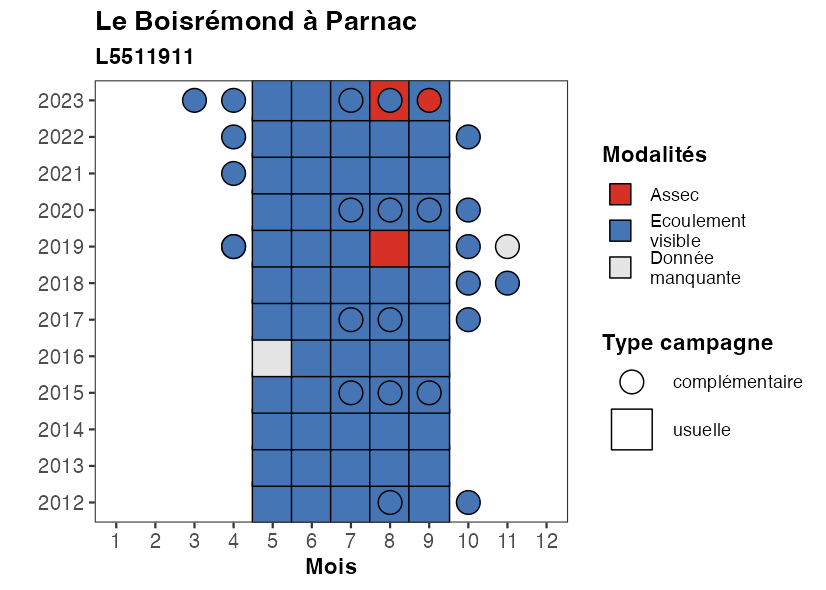 Le Boisrémond à Parnac
L5511911
2023
2022
2021
2020
2019
2018
2017
2016
2015
2014
2013
2012
1 2 3 4 5 6 7 8 9 10 11 12
Mois
Modalités
Assec
Ecoulement
visible
Donnée
manquante
Type campagne
complémentaire
usuelle